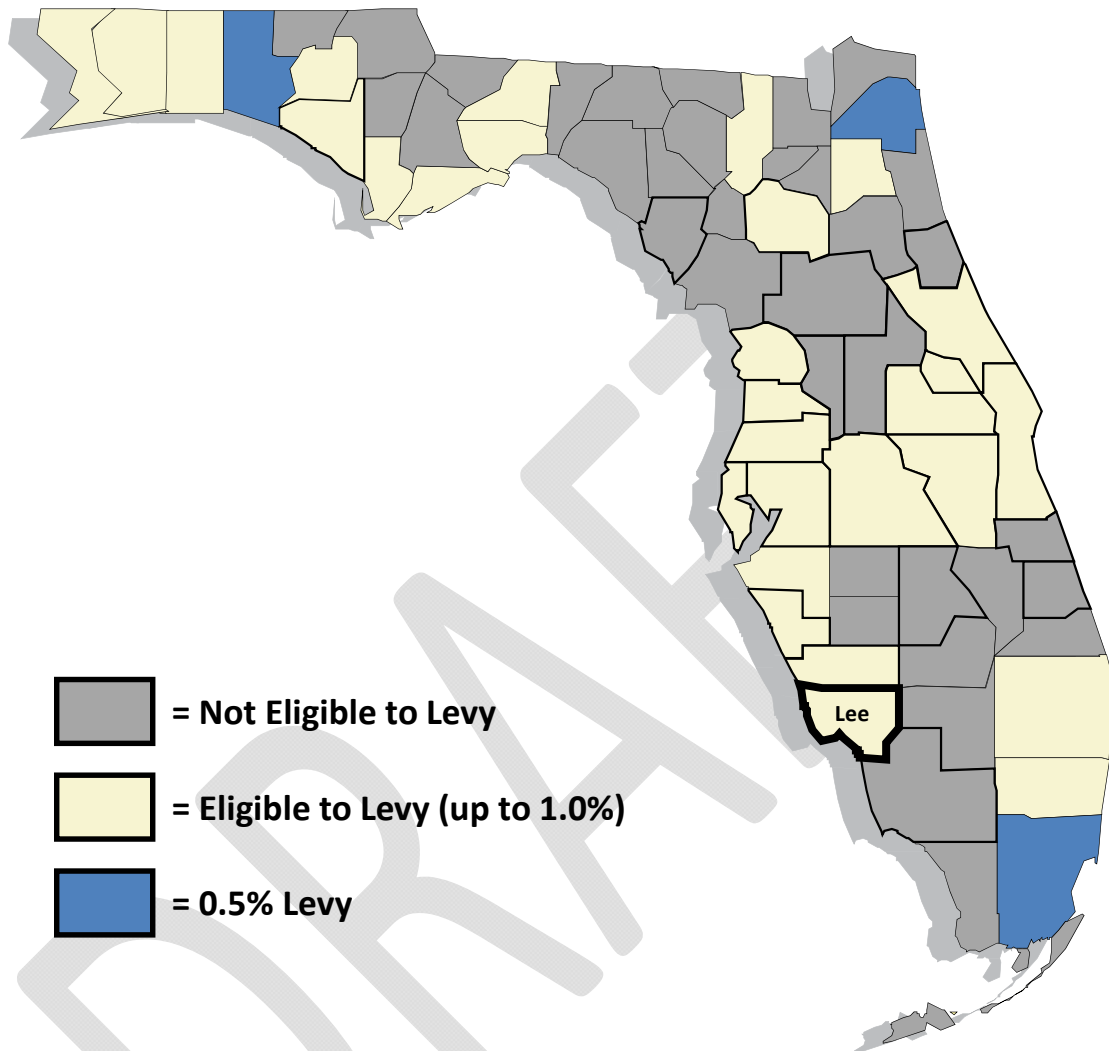 Lee
= Not Eligible to Levy
= Eligible to Levy (up to 1.0%)
= 0.5% Levy
DRAFT